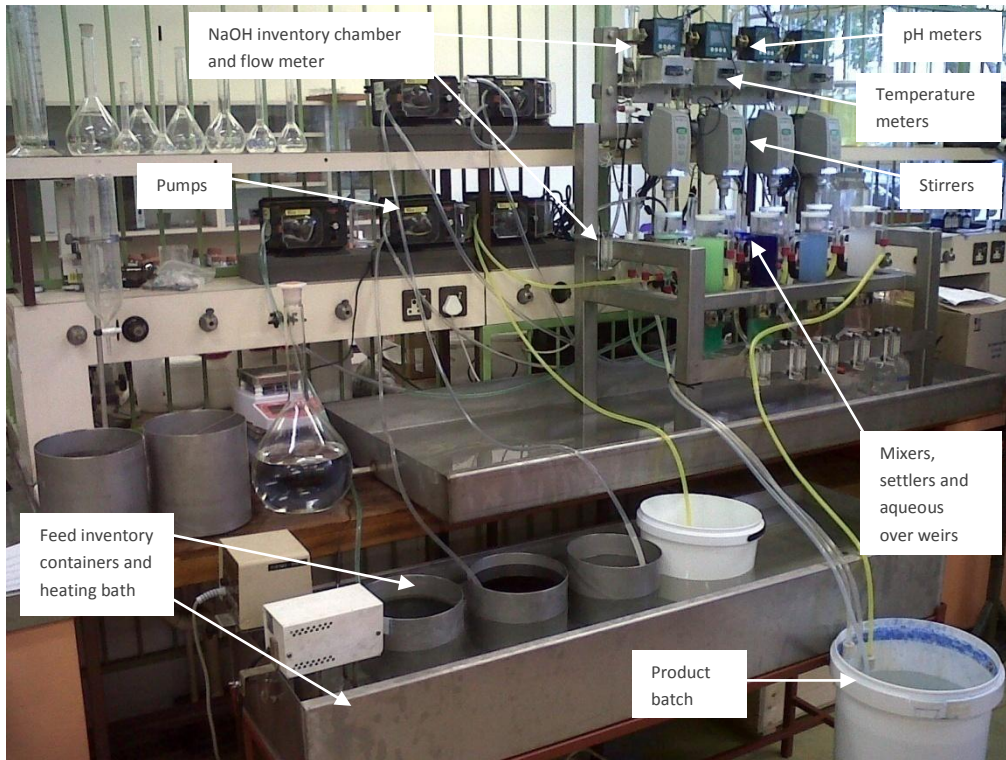 NaOH inventory chamber
and flow meter
pH meters
Temperature
meters
Pumps
Stirrers
Mixers,
settlers and
aqueous
over weirs
Feed inventory
containers and
heating bath
Product
batch